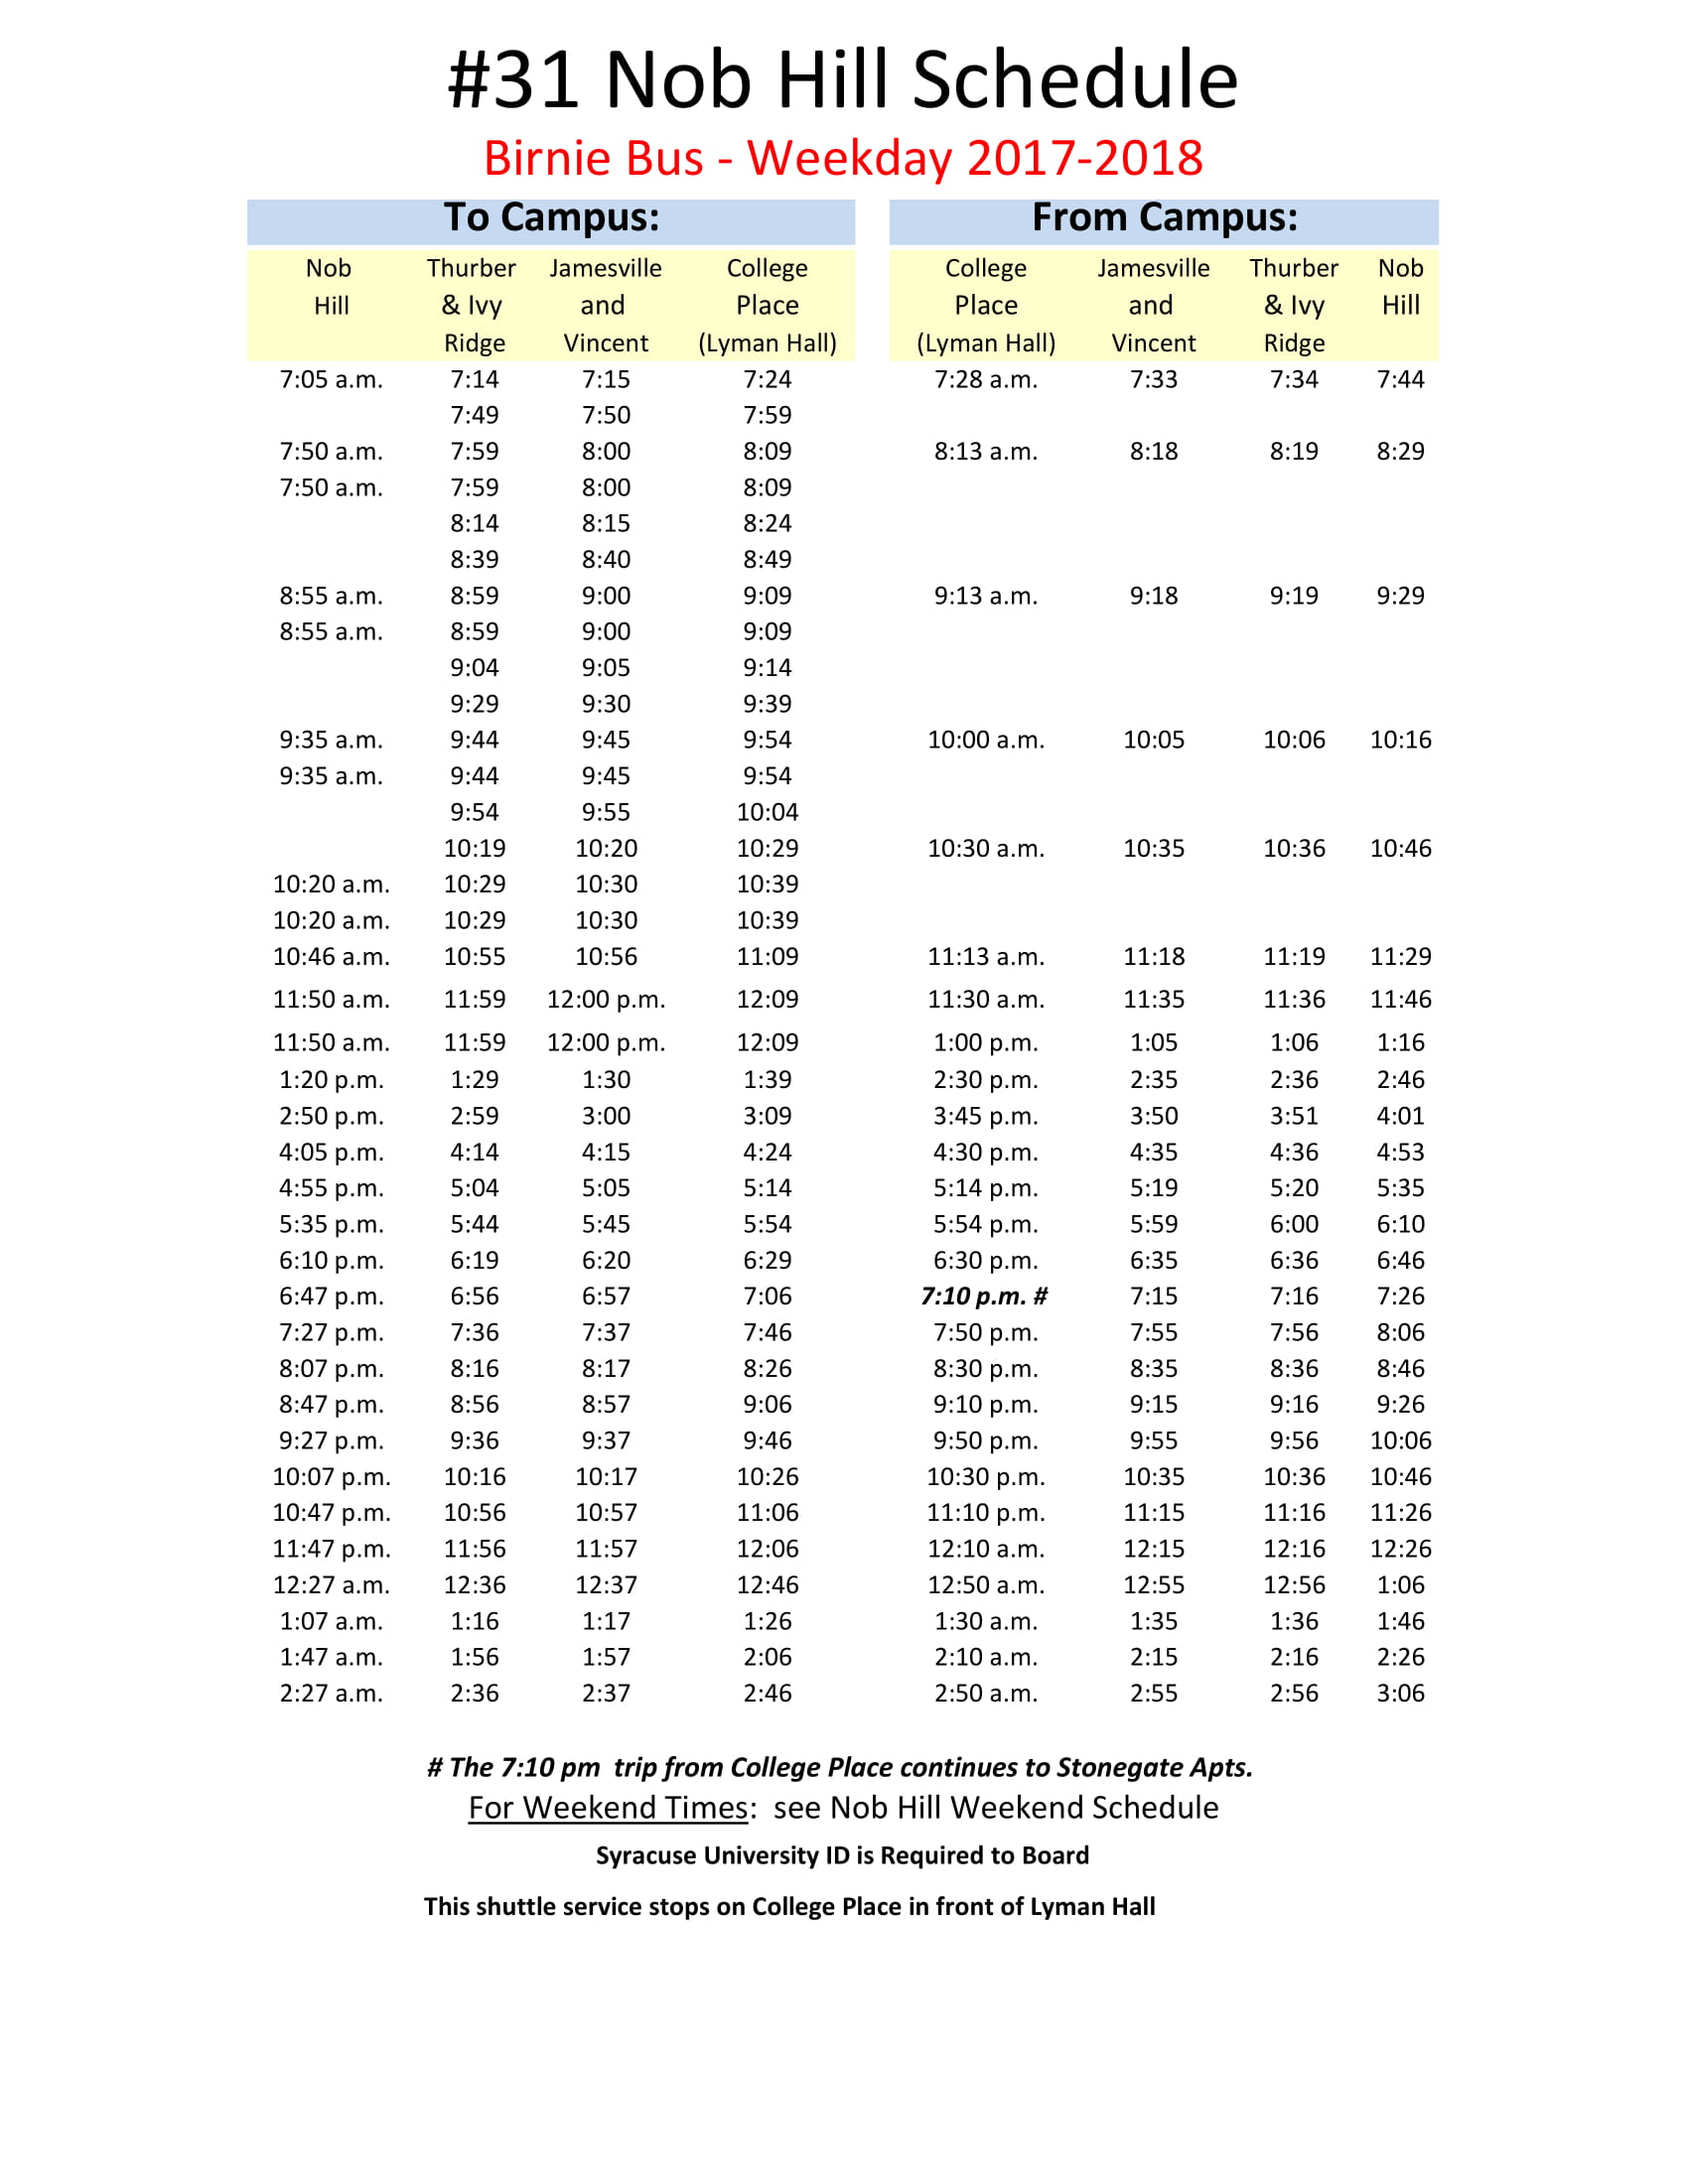 #31 Nob Hill Schedule
Birnie Bus - Weekday 2017-2018
To Campus: From Campus:
Nob Thurber Jamesville College College Jamesville Thurber Nob
Hill & Ivy and Place Place and & Ivy Hill
Ridge Vincent (Lyman Hall) (Lyman Hall) Vincent Ridge
7:05 a.m. 7:14 7:15 7:24 7:28 a.m. 7:33 7:34 7:44
7:49 7:50 7:59
7:50 a.m. 7:59 8:00 8:09 8:13 a.m. 8:18 8:19 8:29
7:50 a.m. 7:59 8:00 8:09
8:14 8:15 8:24
8:39 8:40 8:49
8:55 a.m. 8:59 9:00 9:09 9:13 a.m. 9:18 9:19 9:29
8:55 a.m. 8:59 9:00 9:09
9:04 9:05 9:14
9:29 9:30 9:39
9:35 a.m. 9:44 9:45 9:54 10:00 a.m. 10:05 10:06 10:16
9:35 a.m. 9:44 9:45 9:54
9:54 9:55 10:04
10:19 10:20 10:29 10:30 a.m. 10:35 10:36 10:46
10:20 a.m. 10:29 10:30 10:39
10:20 a.m. 10:29 10:30 10:39
10:46 a.m. 10:55 10:56 11:09 11:13 a.m. 11:18 11:19 11:29
11:50 a.m. 11:59 12:00 p.m. 12:09 11:30 a.m. 11:35 11:36 11:46
11:50 a.m. 11:59 12:00 p.m. 12:09 1:00 p.m. 1:05 1:06 1:16
1:20 p.m. 1:29 1:30 1:39 2:30 p.m. 2:35 2:36 2:46
2:50 p.m. 2:59 3:00 3:09 3:45 p.m. 3:50 3:51 4:01
4:05 p.m. 4:14 4:15 4:24 4:30 p.m. 4:35 4:36 4:53
4:55 p.m. 5:04 5:05 5:14 5:14 p.m. 5:19 5:20 5:35
5:35 p.m. 5:44 5:45 5:54 5:54 p.m. 5:59 6:00 6:10
6:10 p.m. 6:19 6:20 6:29 6:30 p.m. 6:35 6:36 6:46
6:47 p.m. 6:56 6:57 7:06 7:10 p.m. # 7:15 7:16 7:26
7:27 p.m. 7:36 7:37 7:46 7:50 p.m. 7:55 7:56 8:06
8:07 p.m. 8:16 8:17 8:26 8:30 p.m. 8:35 8:36 8:46
8:47 p.m. 8:56 8:57 9:06 9:10 p.m. 9:15 9:16 9:26
9:27 p.m. 9:36 9:37 9:46 9:50 p.m. 9:55 9:56 10:06
10:07 p.m. 10:16 10:17 10:26 10:30 p.m. 10:35 10:36 10:46
10:47 p.m. 10:56 10:57 11:06 11:10 p.m. 11:15 11:16 11:26
11:47 p.m. 11:56 11:57 12:06 12:10 a.m. 12:15 12:16 12:26
12:27 a.m. 12:36 12:37 12:46 12:50 a.m. 12:55 12:56 1:06
1:07 a.m. 1:16 1:17 1:26 1:30 a.m. 1:35 1:36 1:46
1:47 a.m. 1:56 1:57 2:06 2:10 a.m. 2:15 2:16 2:26
2:27 a.m. 2:36 2:37 2:46 2:50 a.m. 2:55 2:56 3:06
# The 7:10 pm trip from College Place continues to Stonegate Apts.
For Weekend Times: see Nob Hill Weekend Schedule
Syracuse University ID is Required to Board
This shuttle service stops on College Place in front of Lyman Hall